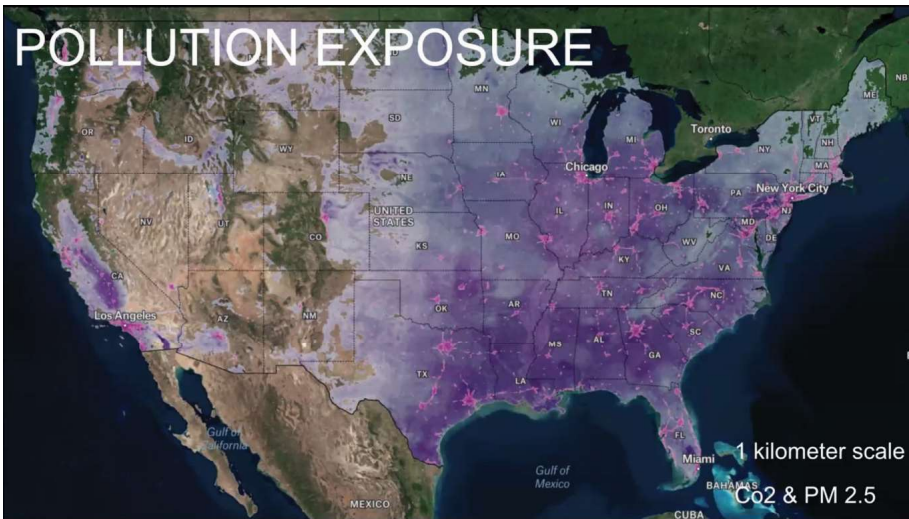 POLLUTION EXPOSURE
MN
ME
NB
WI
VT
OR
ID
SD
MI
Toronto
NH
WY
NY
MA
Chicago
NE
IA
PA
New York City
NV
UT
UNITED
STATES
IL
IN
OH
NJ
CO
MD
DE
KS
MO
WV
CA
KY
VA
Los Angeles
AZ
NM
OK
AR
TN
NC
SC
MS
AL
GA
TX
LA
Gulf of
California
FL
1 kilometer scale
Miami
Gulf of
Mexico
BAHAMAS
Co2 & PM 2.5
MÉXICO
CUBA